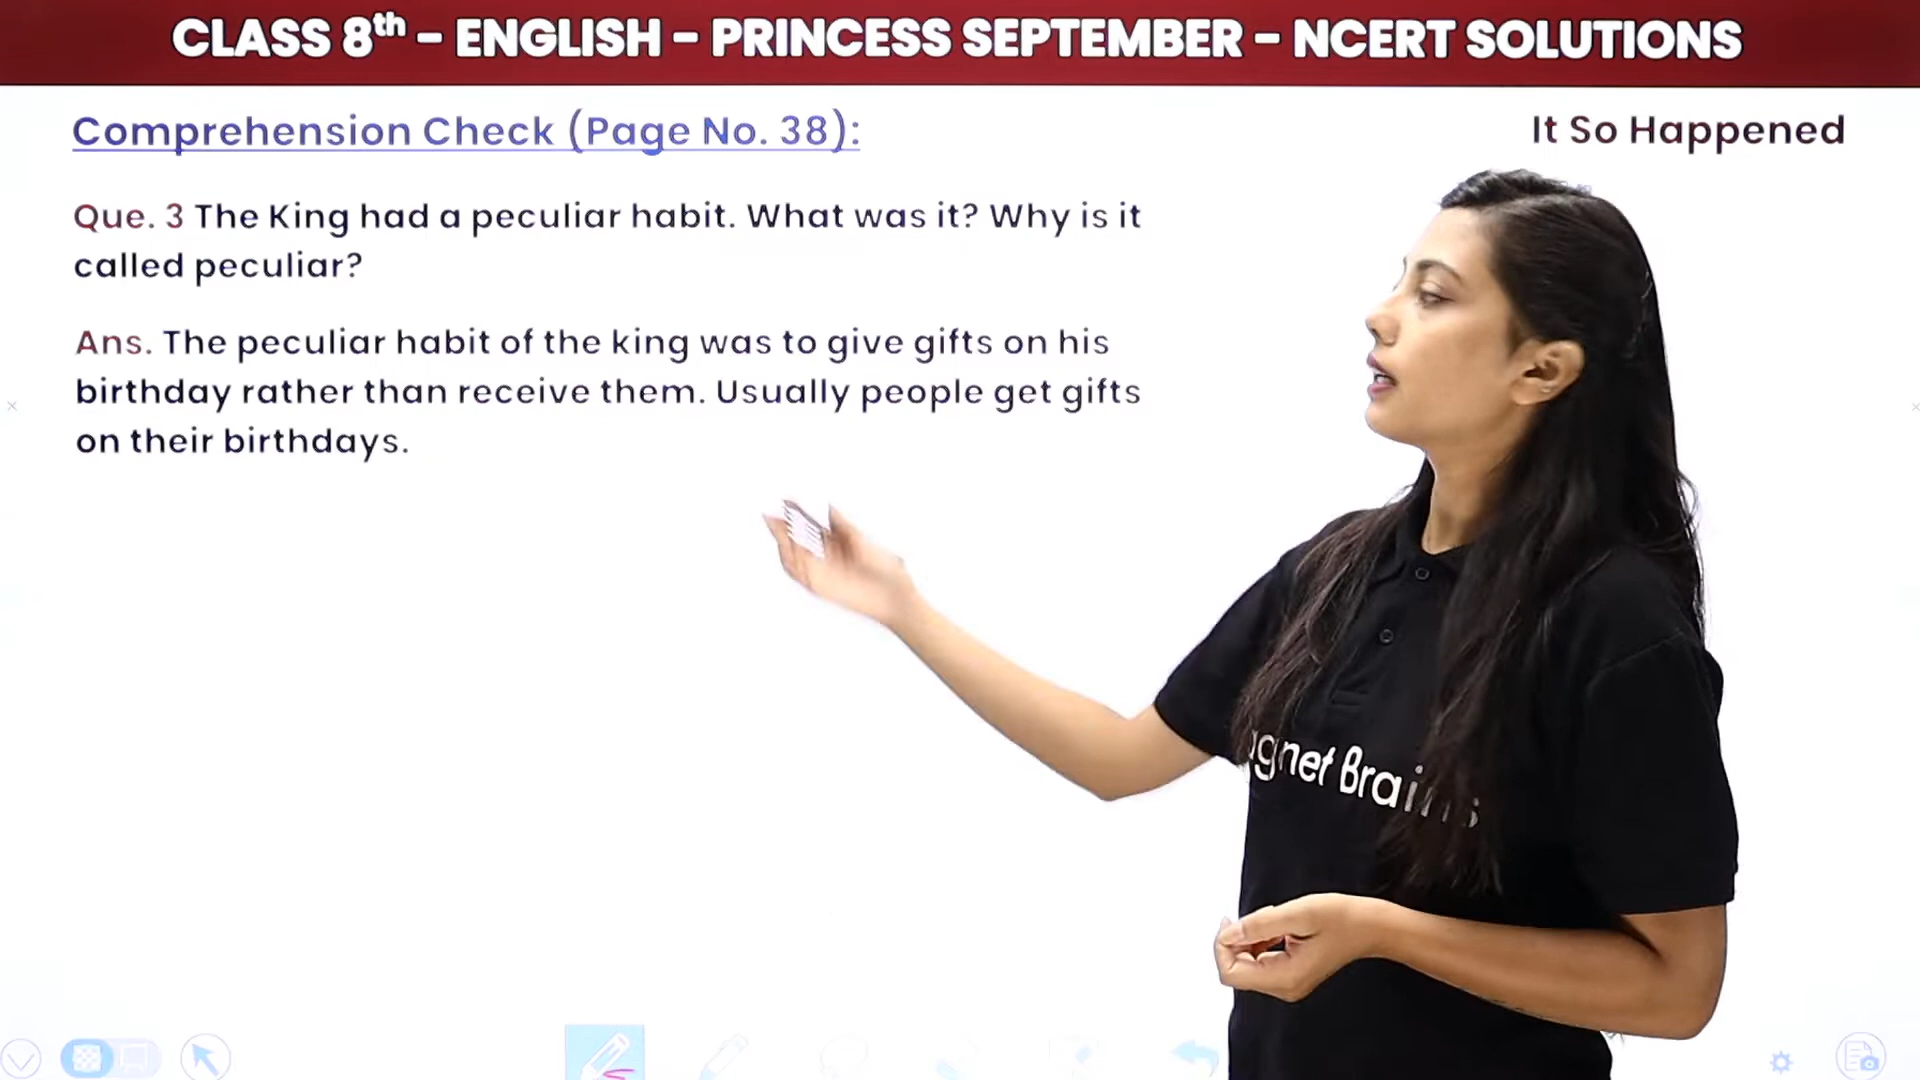 CLASS 8th - ENGLISH - PRINCESS SEPTEMBER - NCERT SOLUTIONS
Comprehension Check (Page No. 38):
It So Happened
Que. 3 The King had a peculiar habit. What was it? Why is it
called peculiar?
Ans. The peculiar habit of the king was to give gifts on his
birthday rather than receive them. Usually people get gifts
on their birthdays.
gnet Brains